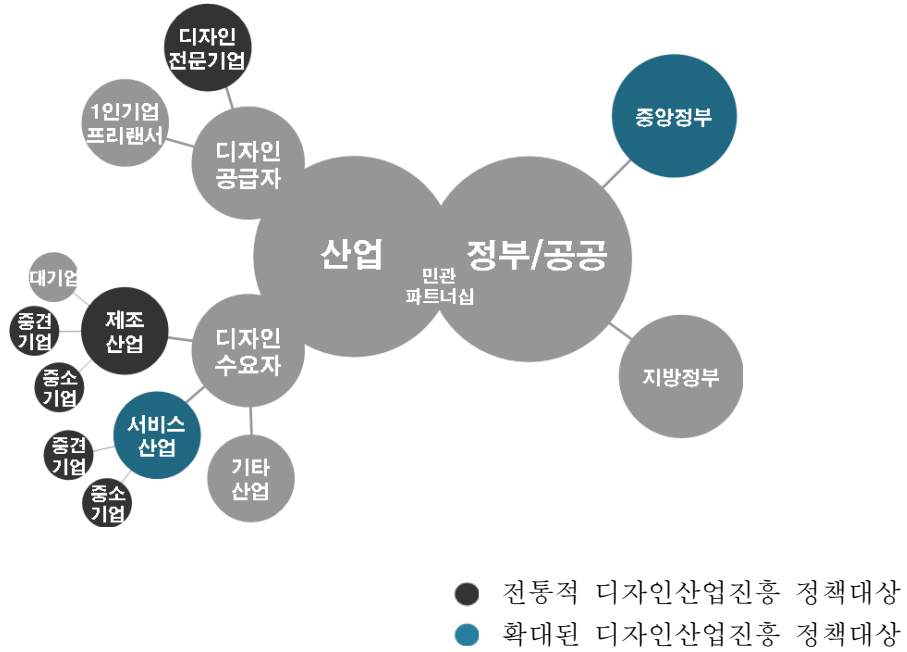 디자인
전문기업
1인기업
프리랜서
디자인
공급자
중앙정부
산업
정부/공공
민관
파트너십
대기업
중견
기업
제조
산업
디자인
수요자
중소
기업
지방정부
서비스
산업
중견
기업
기타
산업
중소
기업
전통적 디자인산업진흥 정책대상
확대된 디자인산업진흥 정책대상